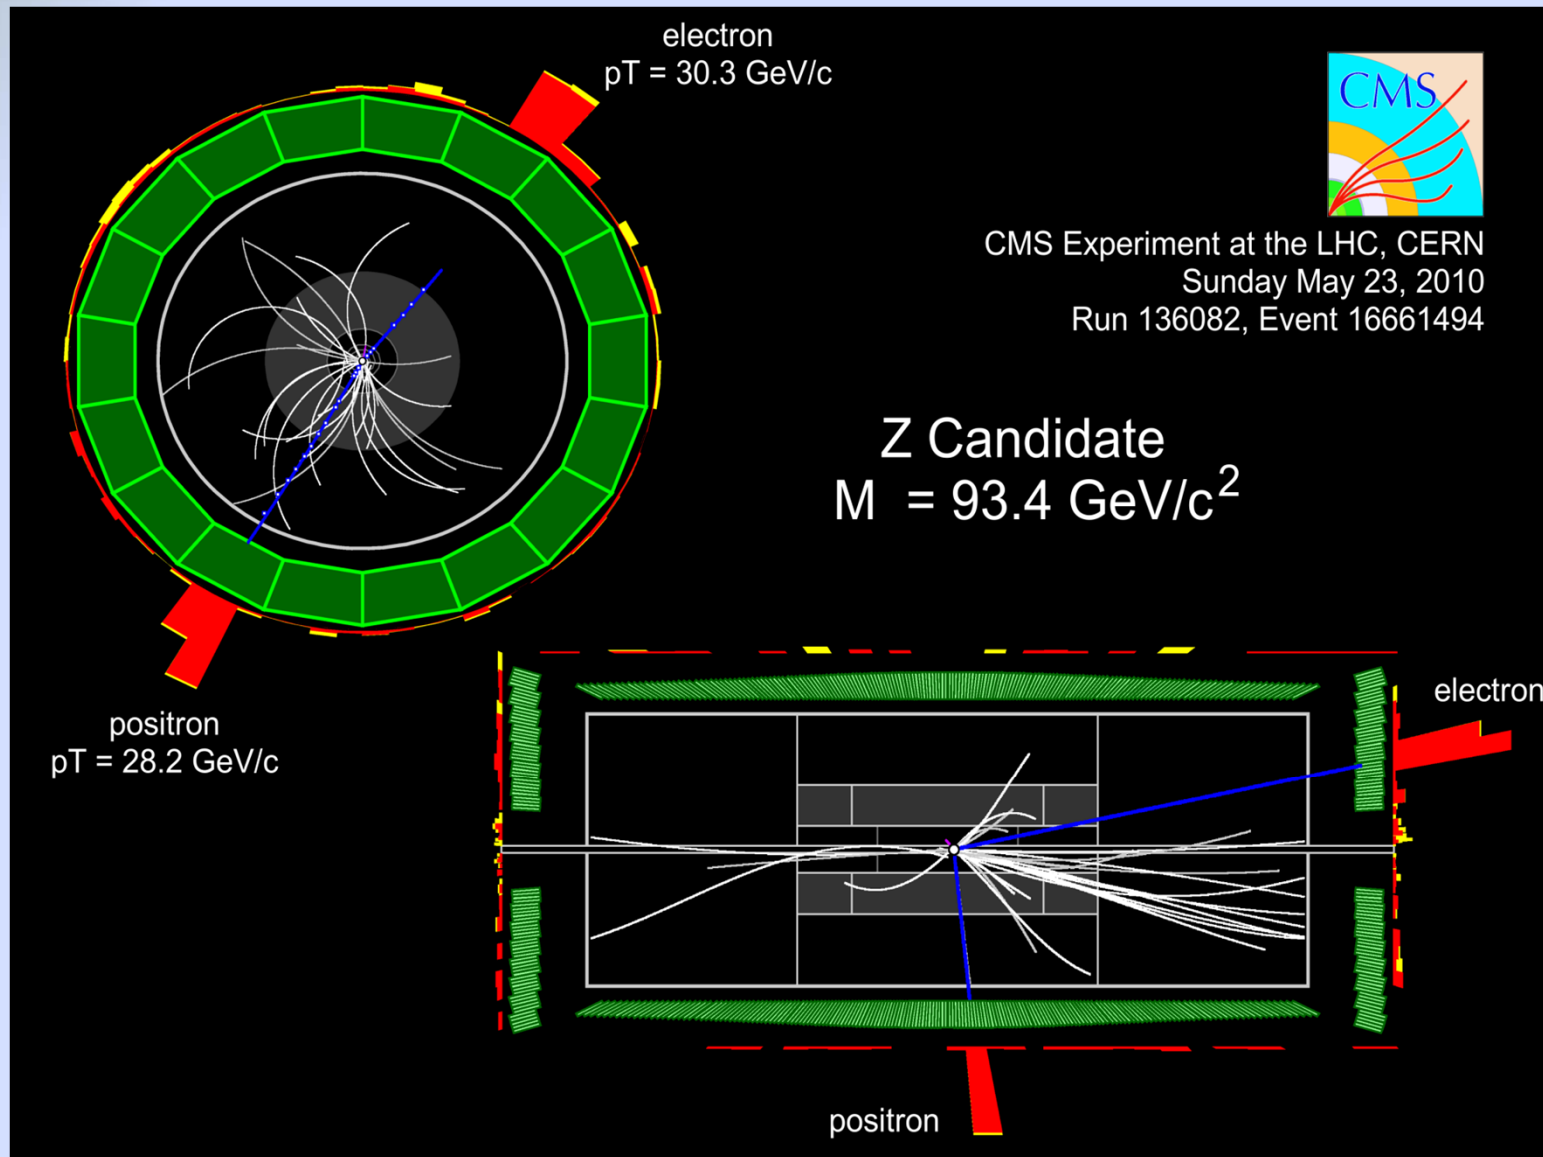 electron
pT = 30.3 GeV/c
CMS
CMS Experiment at the LHC, CERN
Sunday May 23, 2010
Run 136082, Event 16661494
Z Candidate
M = 93.4 GeV/c²
electron
positron
pT = 28.2 GeV/c
positron